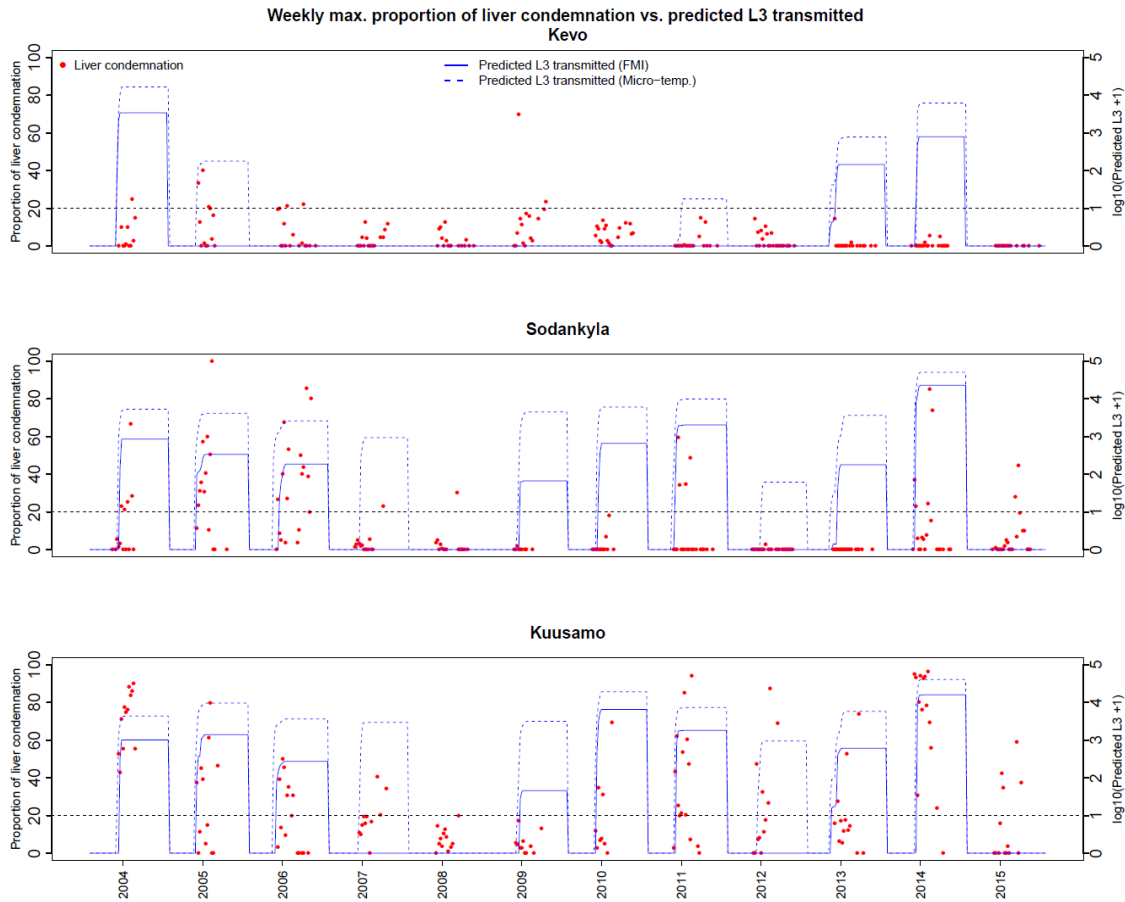 Weekly max. proportion of liver condemnation vs. predicted L3 transmitted
Kevo
Proportion of liver condemnation
0 20 40 60 80 100
Liver condemnation
Predicted L3 transmitted (FMI)
Predicted L3 transmitted (Micro-temp.)
0 1 2 3 4 5
log10(Predicted L3 +1)
Sodankyla
Proportion of liver condemnation
0 20 40 60 80 100
0 1 2 3 4 5
log10(Predicted L3 +1)
Kuusamo
Proportion of liver condemnation
0 20 40 60 80 100
0 1 2 3 4 5
log10(Predicted L3 +1)
2004 2005 2006 2007 2008 2009 2010 2011 2012 2013 2014 2015